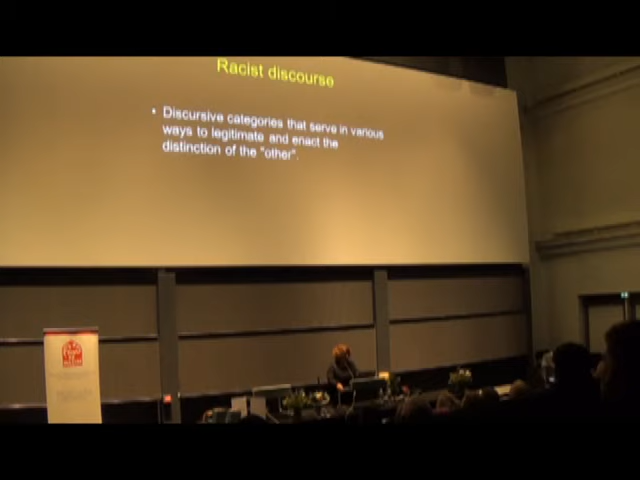 Racist discourse
• Discursive categories that serve in various
ways to legitimate and enact the
distinction of the "other".